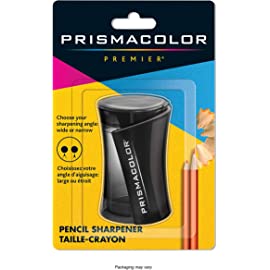 PRISMACOLOR
PREMIER®
Choose your
sharpening angle:
wide or narrow
Choisissez votre
angle d'aiguisage:
large ou étroit
PRISMACOLOR
PENCIL SHARPENER
TAILLE-CRAYON
Packaging may vary